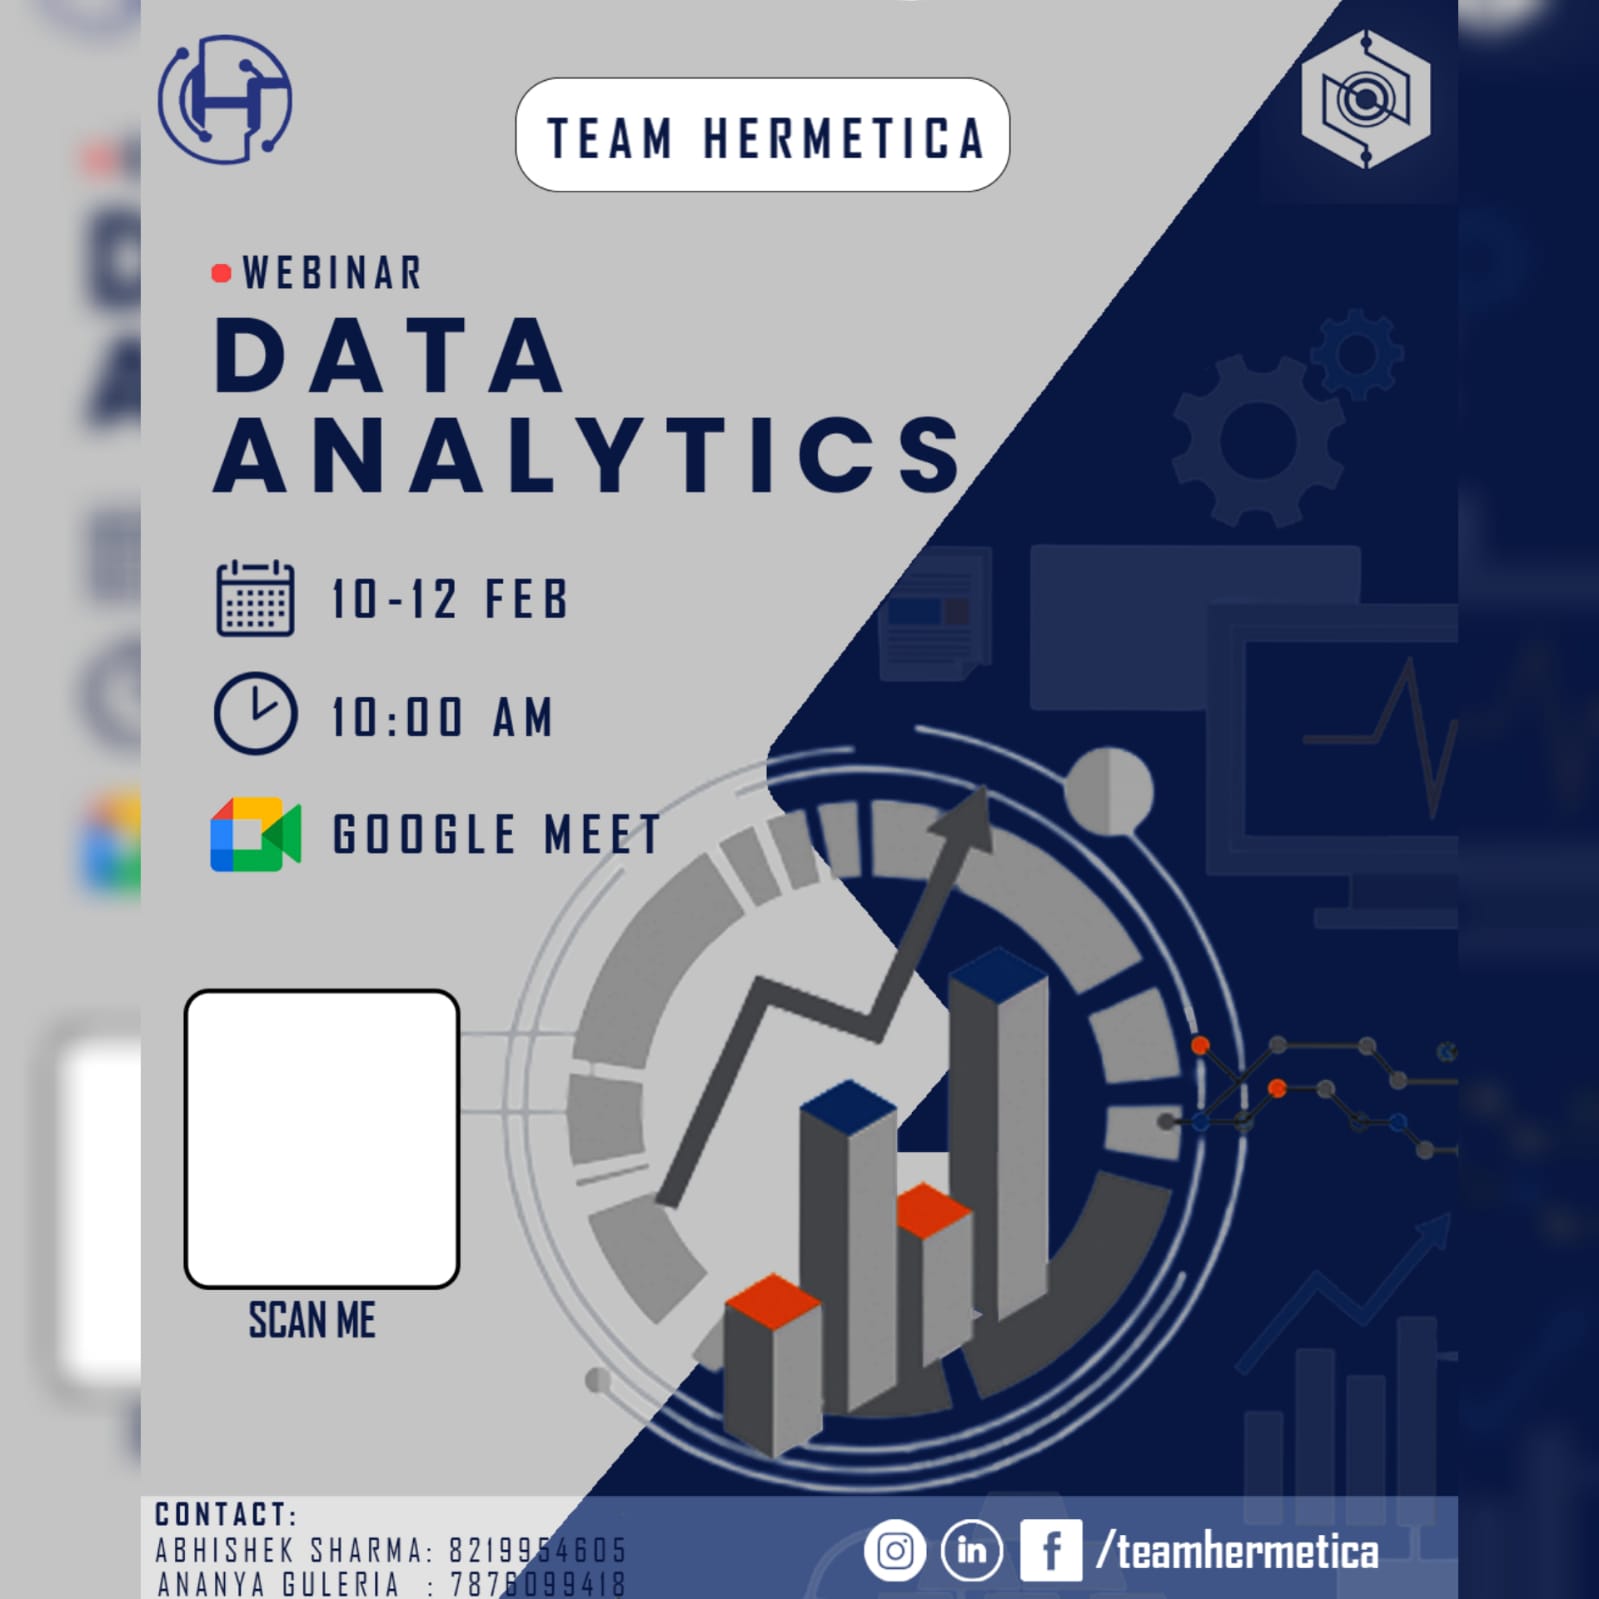 TEAM HERMETICA
WEBINAR
DATA
ANALYTICS
10-12 FEB
10:00 AM
GOOGLE MEET
SCAN ME
CONTACT:
ABHISHEK SHARMA: 8219954605
ANANYA GULERIA : 7876099418
in f /teamhermetica